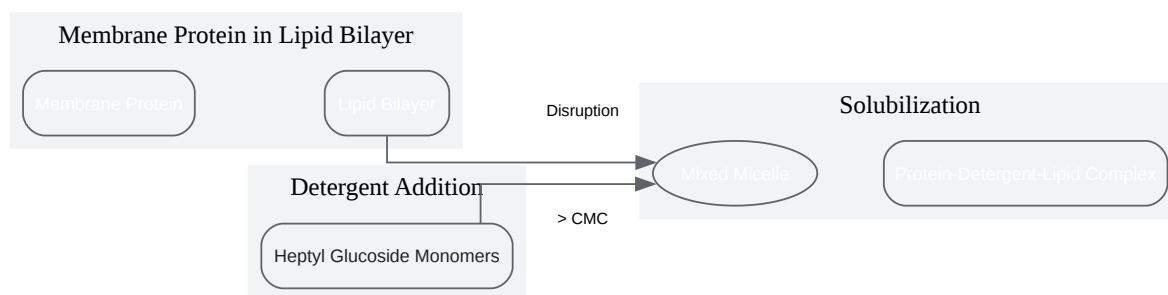 Membrane Protein in Lipid Bilayer
Membrane Protein
Lipid Bilayer
Disruption
Solubilization
Mixed Micelle
Protein-Detergent-Lipid Complex
Detergent Addition
> CMC
Heptyl Glucoside Monomers